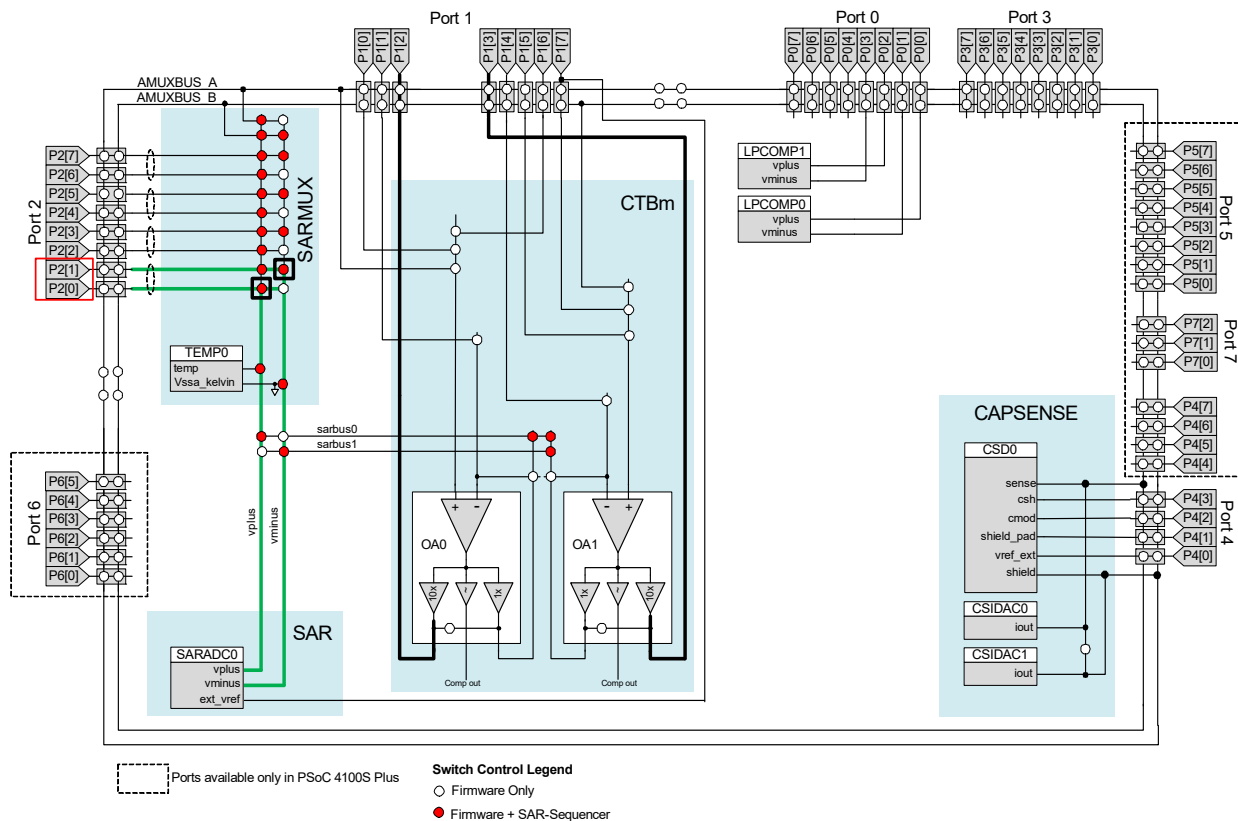 Port 1
Port 0
Port 3
P1[0]
P1[1]
P1[2]
P1[3]
P1[4]
P1[5]
P1[6]
P1[7]
P0[7]
P0[6]
P0[5]
P0[4]
P0[3]
P0[2]
P0[1]
P0[0]
P3[7]
P3[6]
P3[5]
P3[4]
P3[3]
P3[2]
P3[1]
P3[0]
AMUXBUS_A
AMUXBUS_B
Port 2
P2[7]
P2[6]
P2[5]
P2[4]
P2[3]
P2[2]
P2[1]
P2[0]
SARMUX
TEMP0
temp
Vssa_kelvin
sarbus0
sarbus1
vplus
vminus
Port 6
P6[5]
P6[4]
P6[3]
P6[2]
P6[1]
P6[0]
SAR
SARADC0
vplus
vminus
ext_vref
CTBm
+
-
OA0
10x
~
1x
Comp out
-
+
OA1
1x
~
10x
Comp out
LPCOMP1
vplus
vminus
LPCOMP0
vplus
vminus
Port 5
P5[7]
P5[6]
P5[5]
P5[4]
P5[3]
P5[2]
P5[1]
P5[0]
Port 7
P7[2]
P7[1]
P7[0]
P4[7]
P4[6]
P4[5]
P4[4]
Port 4
P4[3]
P4[2]
P4[1]
P4[0]
CAPSENSE
CSD0
sense
csh
cmod
shield_pad
vref_ext
shield
CSIDAC0
iout
CSIDAC1
iout
Ports available only in PSoC 4100S Plus
Switch Control Legend
Firmware Only
Firmware + SAR-Sequencer